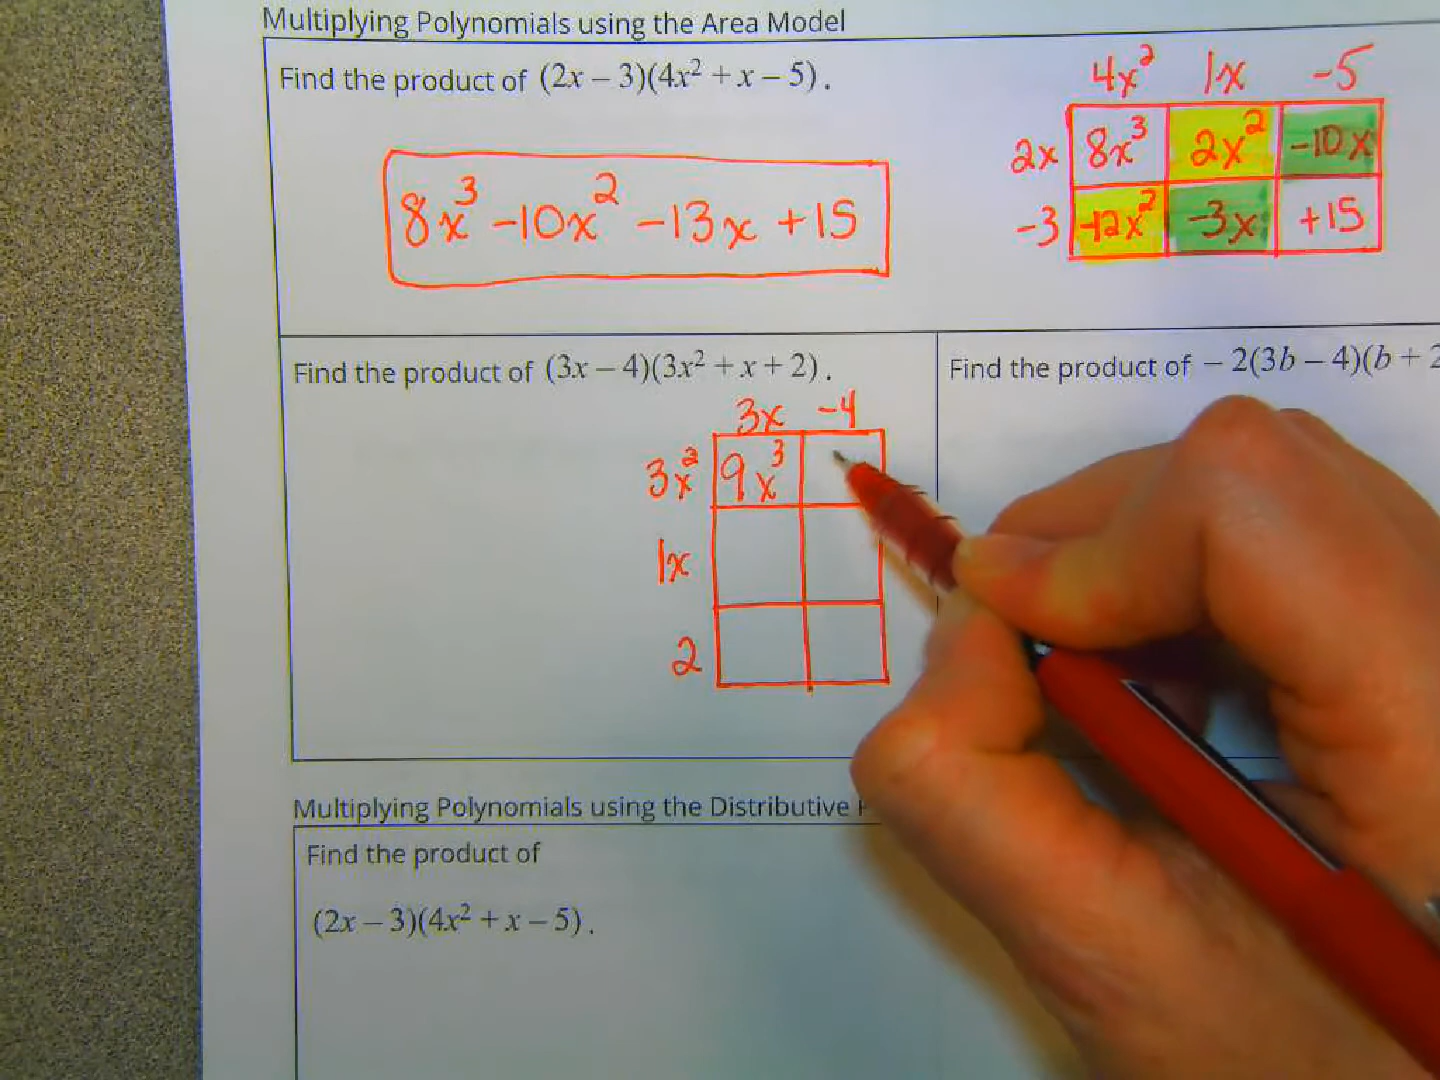 Multiplying Polynomials using the Area Model
Find the product of (2x − 3)(4x² + x − 5).
4x² 1x -5
2x 8x³ 2x² -10x
-3 -12x² -3x +15
8x³ -10x² -13x +15
Find the product of (3x − 4)(3x² + x + 2).
3x -4
3x² 9x³
1x
2
Find the product of − 2(3b − 4)(b + 2
Multiplying Polynomials using the Distributive
Find the product of
(2x − 3)(4x² + x − 5).